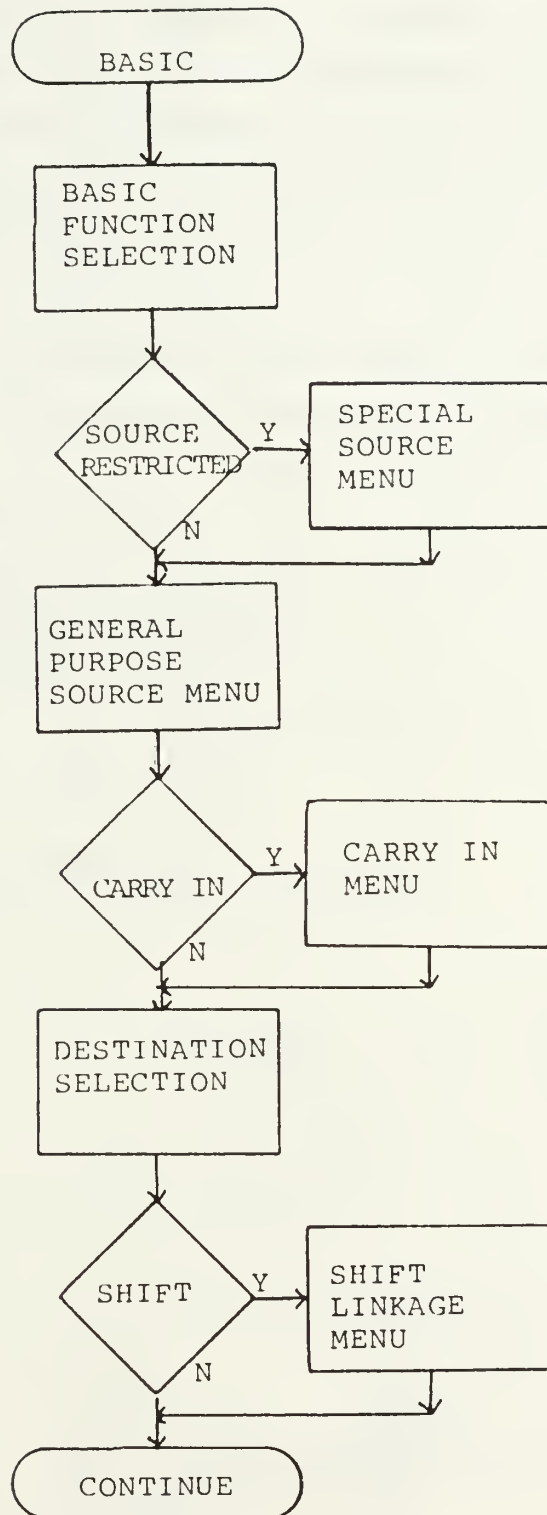 BASIC
BASIC
FUNCTION
SELECTION
SOURCE
RESTRICTED
Y
SPECIAL
SOURCE
MENU
N
GENERAL
PURPOSE
SOURCE MENU
CARRY IN
Y
CARRY IN
MENU
N
DESTINATION
SELECTION
SHIFT
Y
SHIFT
LINKAGE
MENU
N
CONTINUE